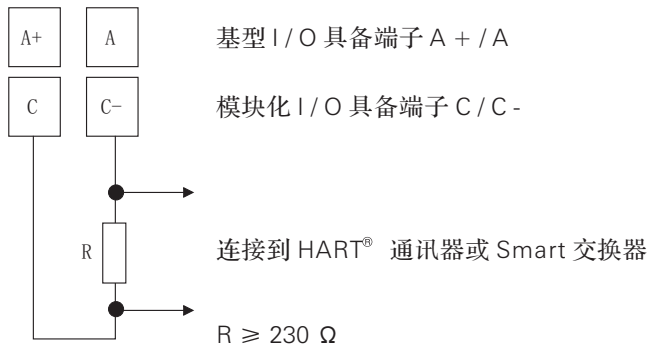 A+ A 基型 I / O 具备端子 A + / A
C C- 模块化 I / O 具备端子 C / C -
R 连接到 HART® 通讯器或 Smart 交换器
R ≥ 230 Ω